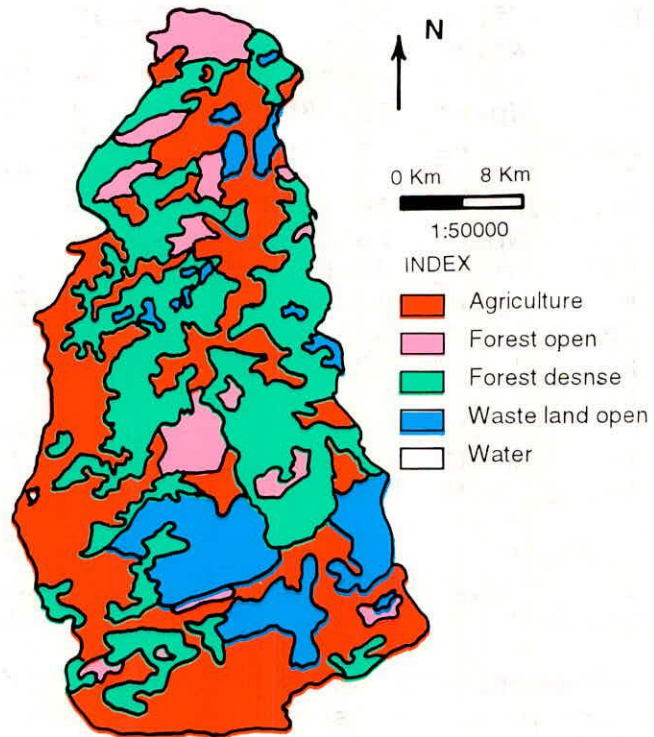 N
0 Km 8 Km
1:50000
INDEX
Agriculture
Forest open
Forest desnse
Waste land open
Water